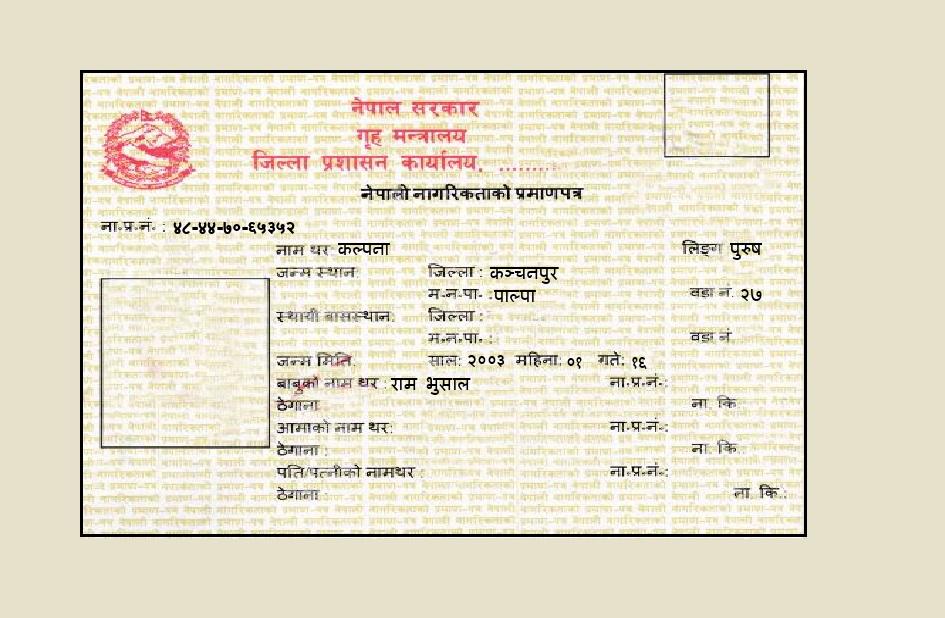 नेपाल सरकार
गृह मन्त्रालय
जिल्ला प्रशासन कार्यालय, .........
नेपाली नागरिकताको प्रमाणपत्र
ना.प्र.नं. : ४८-४४-७०-६५३५२
नाम थर: कल्पना लिङ्ग पुरुष
जन्म स्थान: जिल्ला : कञ्चनपुर
म.न.पा. :पाल्पा वडा नं. २७
स्थायी बासस्थान: जिल्ला :
म.न.पा. : वडा नं
जन्म मिति: साल: २००३ महिना: ०१ गते: १६
बाबुको नाम थर : राम भुसाल ना.प्र.नं.:
ठेगाना ना. कि.
आमाको नाम थर: ना.प्र.नं.:
ठेगाना : ना. कि.
पति/पत्नीको नामथर : ना.प्र.नं.:
ठेगाना : ना. कि.: